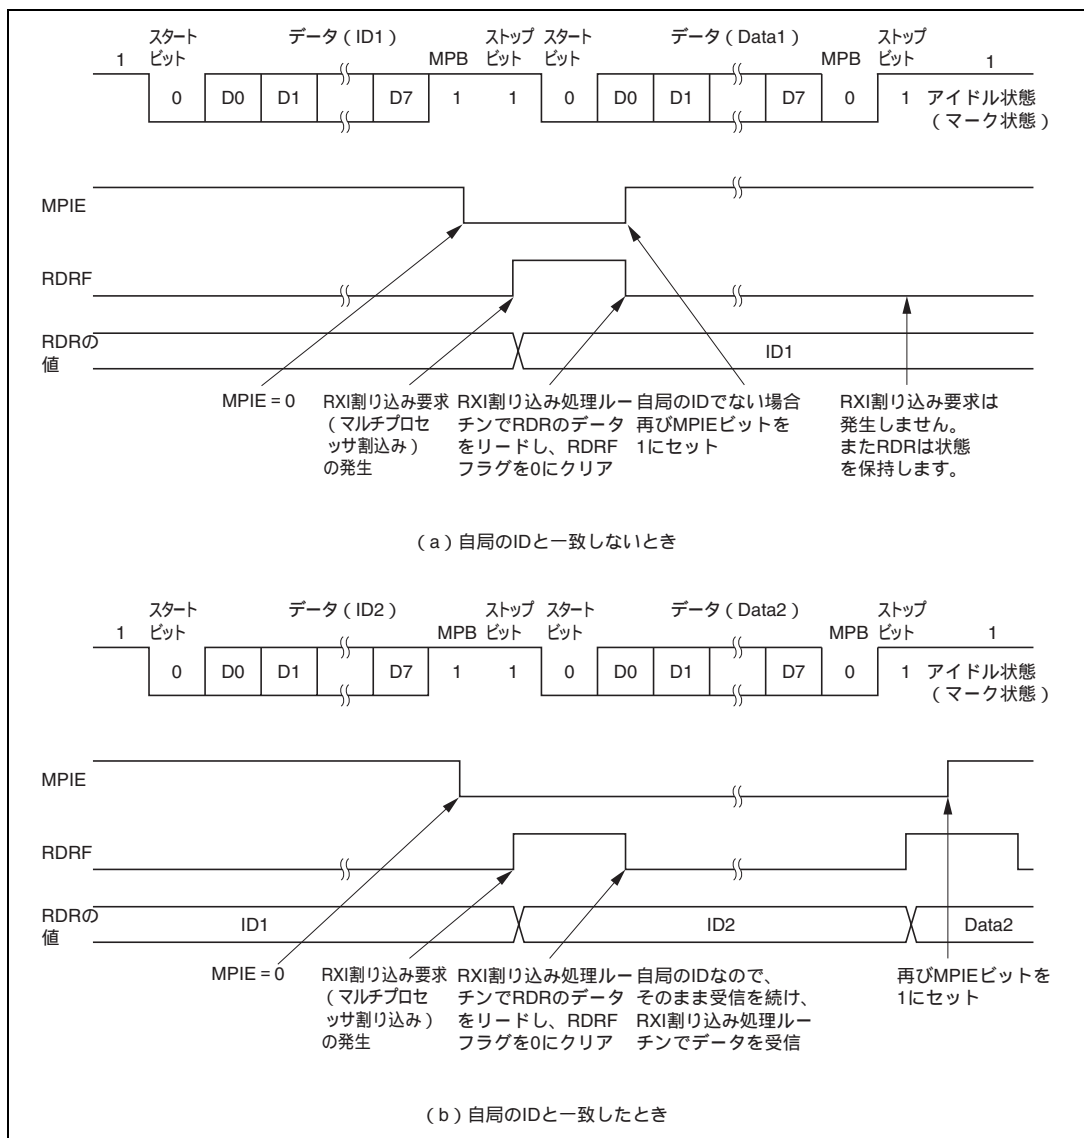 スタート データ（ID1） ストップ スタート データ（Data1） ストップ
1 ビット MPB ビット ビット MPB ビット 1
0 D0 D1 D7 1 1 0 D0 D1 D7 0 1 アイドル状態
（マーク状態）
MPIE
RDRF
RDRの
値
ID1
MPIE = 0
RXI割り込み要求
（マルチプロセ
ッサ割込み）
の発生
RXI割り込み処理ルー
チンでRDRのデータ
をリードし、RDRF
フラグを0にクリア
自局のIDでない場合
再びMPIEビットを
1にセット
RXI割り込み要求は
発生しません。
またRDRは状態
を保持します。
（a）自局のIDと一致しないとき
スタート データ（ID2） ストップ スタート データ（Data2） ストップ
1 ビット MPB ビット ビット MPB ビット 1
0 D0 D1 D7 1 1 0 D0 D1 D7 0 1 アイドル状態
（マーク状態）
MPIE
RDRF
RDRの
値
ID1 ID2 Data2
MPIE = 0
RXI割り込み要求
（マルチプロセ
ッサ割り込み）
の発生
RXI割り込み処理ルー
チンでRDRのデータ
をリードし、RDRF
フラグを0にクリア
自局のIDなので、
そのまま受信を続け、
RXI割り込み処理ルー
チンでデータを受信
再びMPIEビットを
1にセット
（b）自局のIDと一致したとき